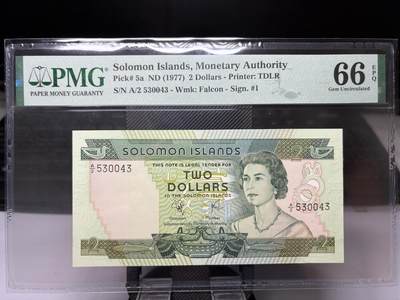 PMG
PAPER MONEY GUARANTY
Solomon Islands, Monetary Authority
Pick# 5a ND (1977) 2 Dollars - Printer: TDLR
S/N A/2 530043 - Wmk: Falcon - Sign. #1
66 EPQ
Gem Uncirculated
SOLOMON ISLANDS
THIS NOTE IS LEGAL TENDER FOR
A/2 530043
TWO
DOLLARS
IN THE SOLOMON ISLANDS
A/2 530043
2
2